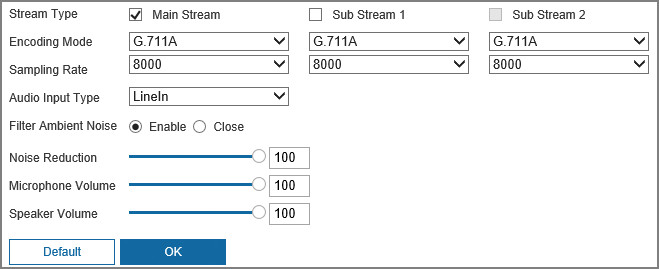 Stream Type Main Stream Sub Stream 1 Sub Stream 2
Encoding Mode G.711A G.711A G.711A
Sampling Rate 8000 8000 8000
Audio Input Type LineIn
Filter Ambient Noise Enable Close
Noise Reduction 100
Microphone Volume 100
Speaker Volume 100
Default OK